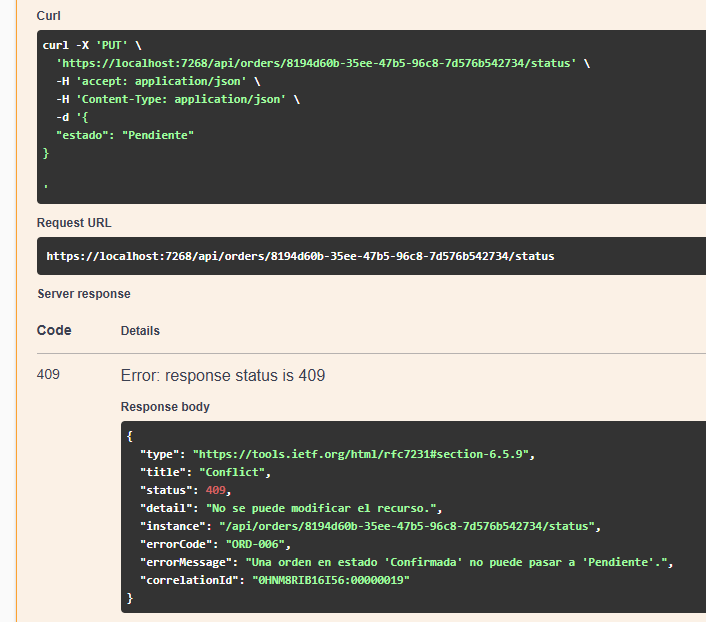 Curl
curl -X 'PUT' \
'https://localhost:7268/api/orders/8194d60b-35ee-47b5-96c8-7d576b542734/status' \
-H 'accept: application/json' \
-H 'Content-Type: application/json' \
-d '{
"estado": "Pendiente"
}
'
Request URL
https://localhost:7268/api/orders/8194d60b-35ee-47b5-96c8-7d576b542734/status
Server response
Code Details
409 Error: response status is 409
Response body
{
"type": "https://tools.ietf.org/html/rfc7231#section-6.5.9",
"title": "Conflict",
"status": 409,
"detail": "No se puede modificar el recurso.",
"instance": "/api/orders/8194d60b-35ee-47b5-96c8-7d576b542734/status",
"errorCode": "ORD-006",
"errorMessage": "Una orden en estado 'Confirmada' no puede pasar a 'Pendiente'.",
"correlationId": "0HNM8RIB16I56:00000019"
}